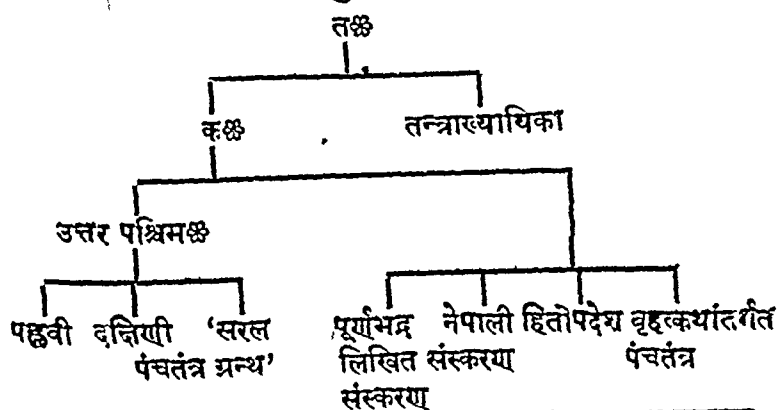 त❀
क❀ तन्त्राख्यायिका
उत्तर पश्चिम❀
पह्लवी दक्षिणी 'सरल पूर्णभद्र नेपाली हितोपदेश वृहत्कथांतर्गत
पंचतंत्र ग्रन्थ' लिखित संस्करण पंचतंत्र
संस्करण